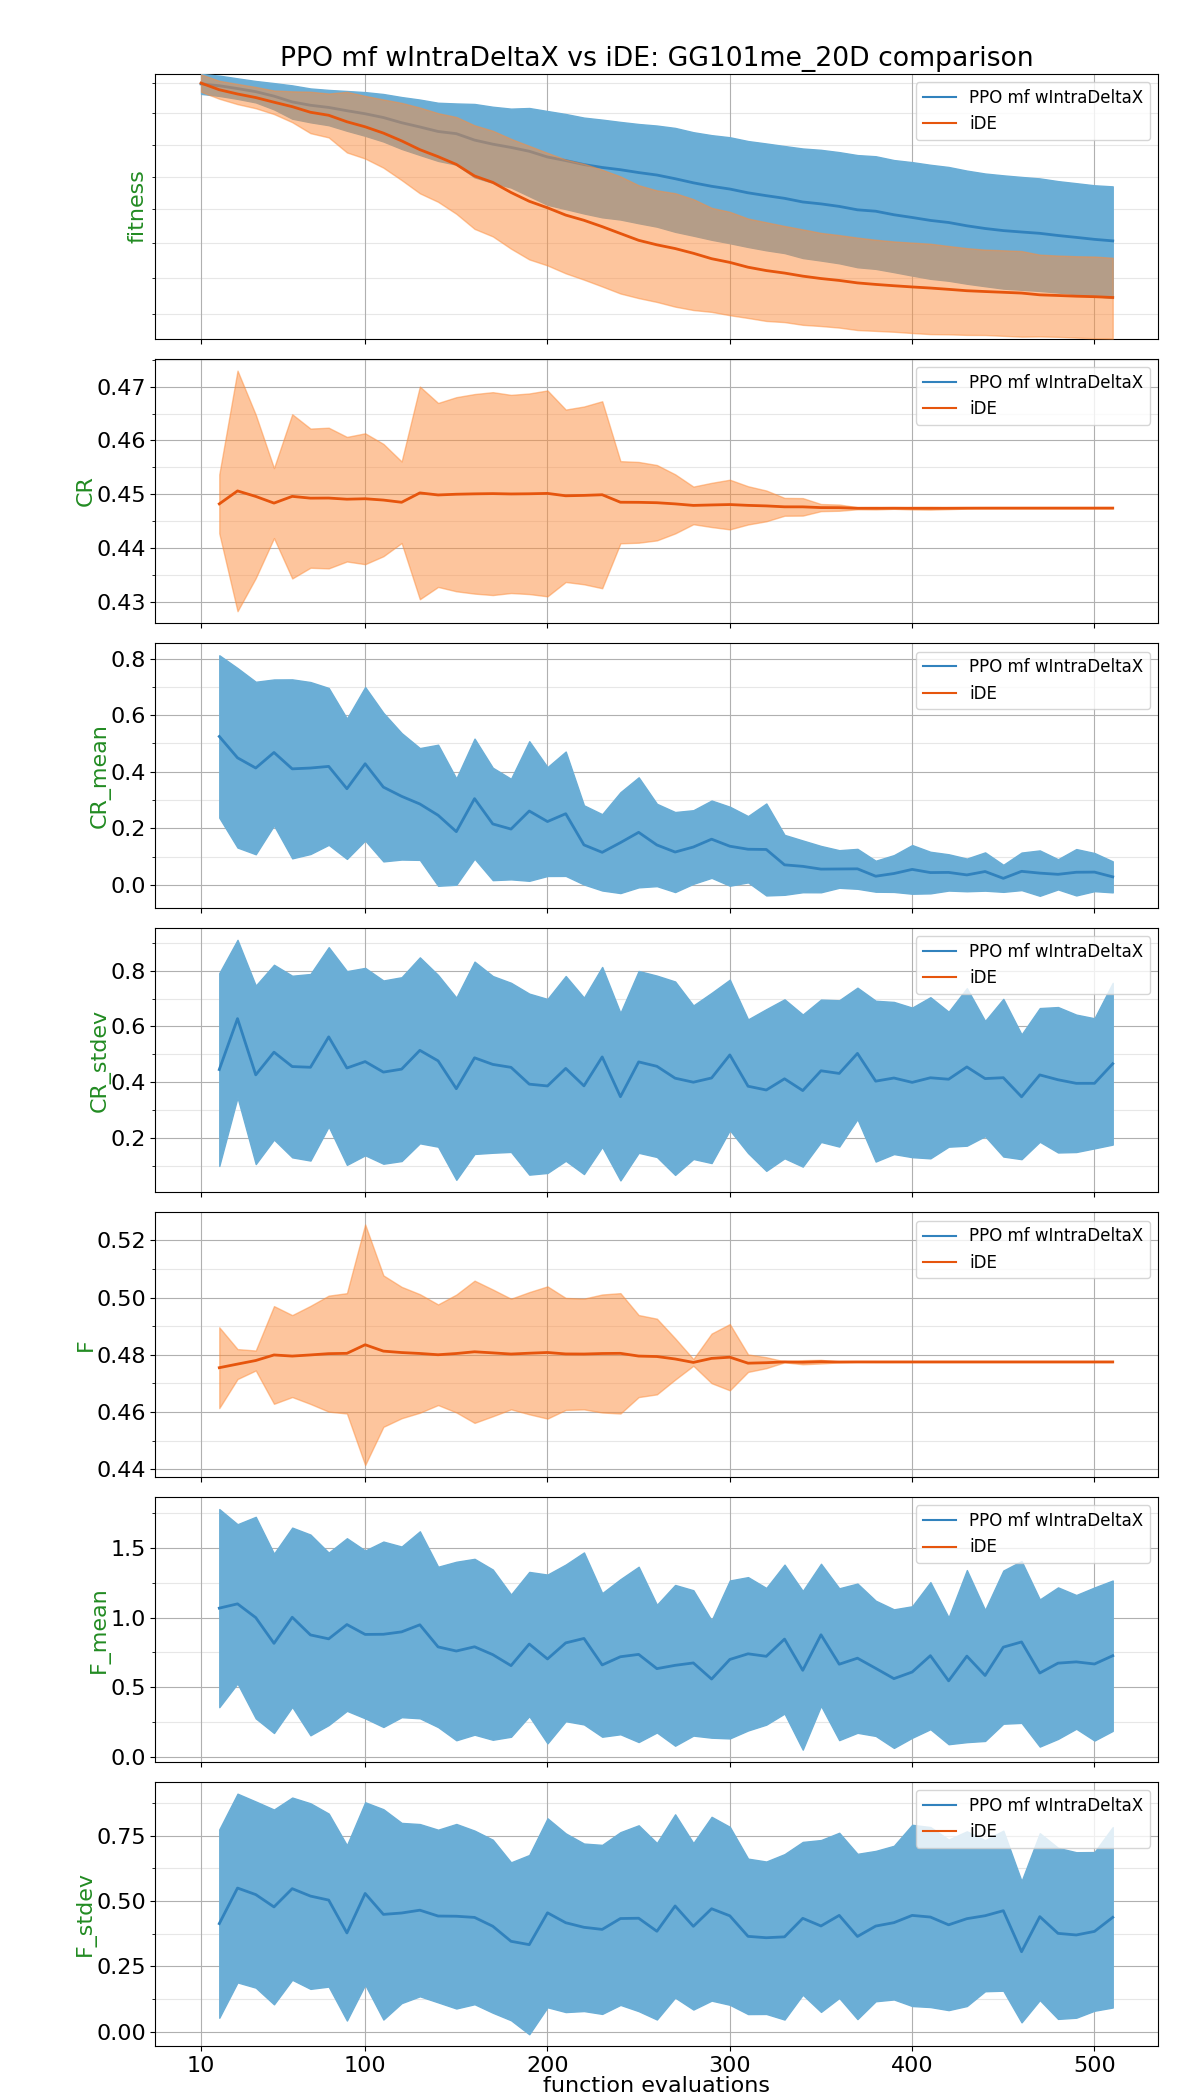 PPO mf wIntraDeltaX vs iDE: GG101me_20D comparison
fitness
PPO mf wIntraDeltaX
iDE
CR
0.47
0.46
0.45
0.44
0.43
PPO mf wIntraDeltaX
iDE
CR_mean
0.8
0.6
0.4
0.2
0.0
PPO mf wIntraDeltaX
iDE
CR_stdev
0.8
0.6
0.4
0.2
PPO mf wIntraDeltaX
iDE
F
0.52
0.50
0.48
0.46
0.44
PPO mf wIntraDeltaX
iDE
F_mean
1.5
1.0
0.5
0.0
PPO mf wIntraDeltaX
iDE
F_stdev
0.75
0.50
0.25
0.00
PPO mf wIntraDeltaX
iDE
10 100 200 300 400 500
function evaluations